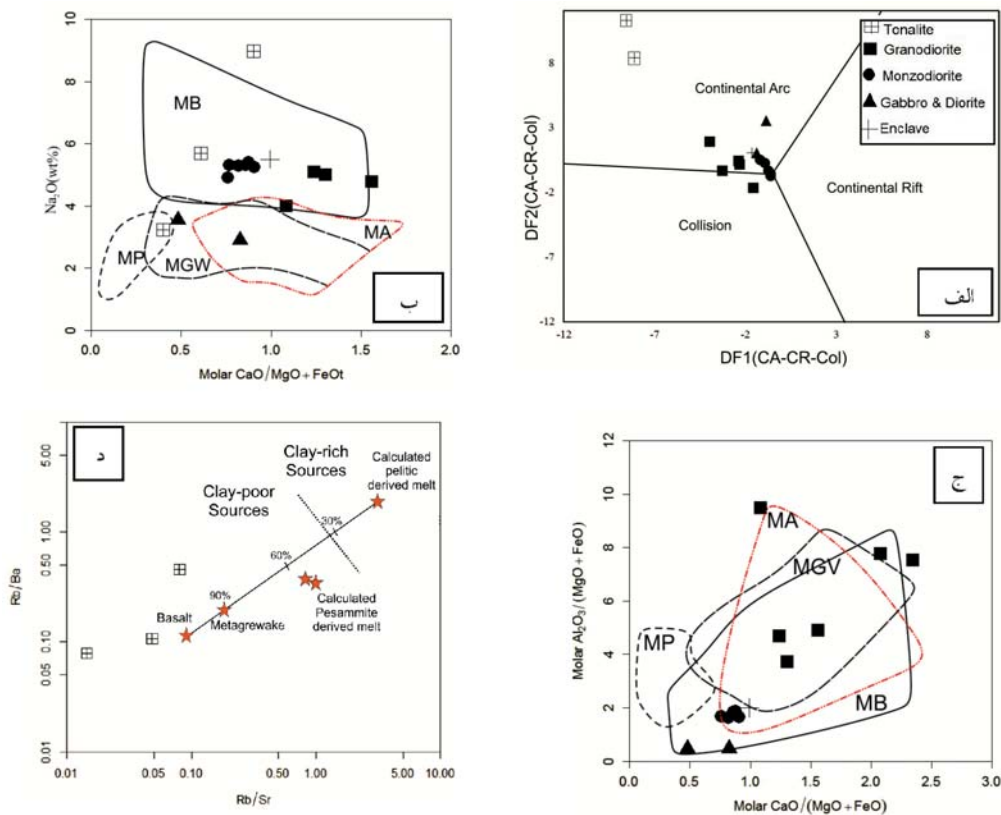 10
8
6
4
2
0
Na₂O(wt%)
MB
MP
MGW
MA
ب
0.0
0.5
1.0
1.5
2.0
Molar CaO/MgO+FeOt
8
3
-2
-7
-12
DF2(CA-CR-Col)
Tonalite
Granodiorite
Monzodiorite
Gabbro & Diorite
Enclave
Continental Arc
Continental Rift
Collision
الف
-12
-7
-2
3
8
DF1(CA-CR-Col)
د
5.00
1.00
0.50
0.10
0.05
0.01
Rb/Ba
Clay-rich
Sources
Clay-poor
Sources
Calculated
pelitic
derived melt
30%
60%
90%
Basalt
Metagrewake
Calculated
Pesammite
derived melt
0.01
0.05
0.10
0.50
1.00
5.00
10.00
Rb/Sr
12
10
8
6
4
2
0
Molar Al₂O₃/(MgO+FeO)
ج
MA
MGV
MP
MB
0.0
0.5
1.0
1.5
2.0
2.5
3.0
Molar CaO/(MgO+FeO)